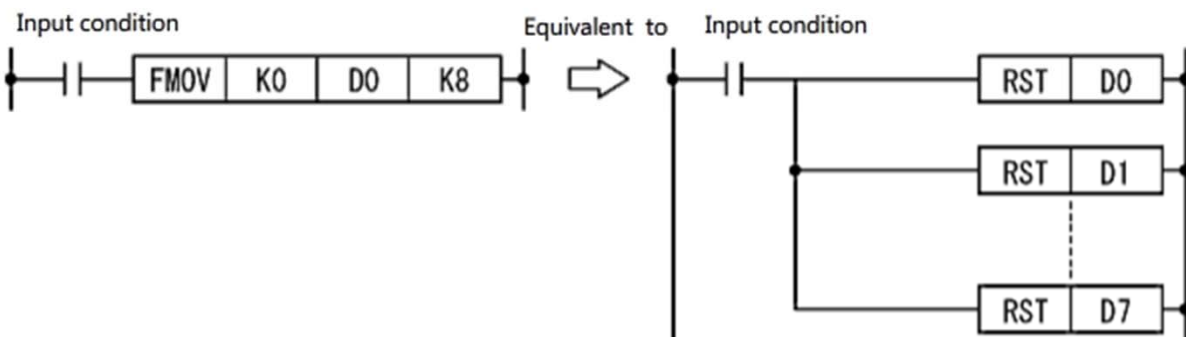 Input condition
Equivalent to
Input condition
FMOV K0 D0 K8
RST D0
RST D1
RST D7